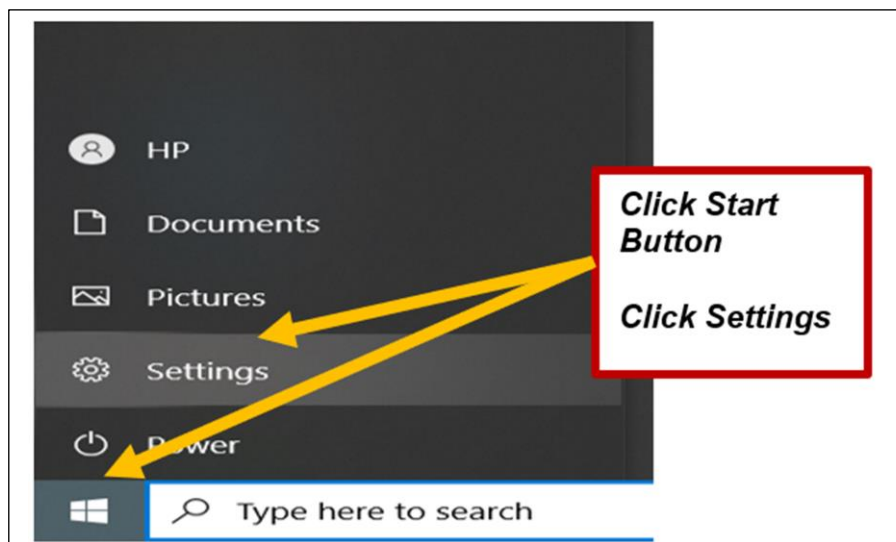 HP
Documents
Pictures
Settings
Power
Type here to search
Click Start
Button
Click Settings